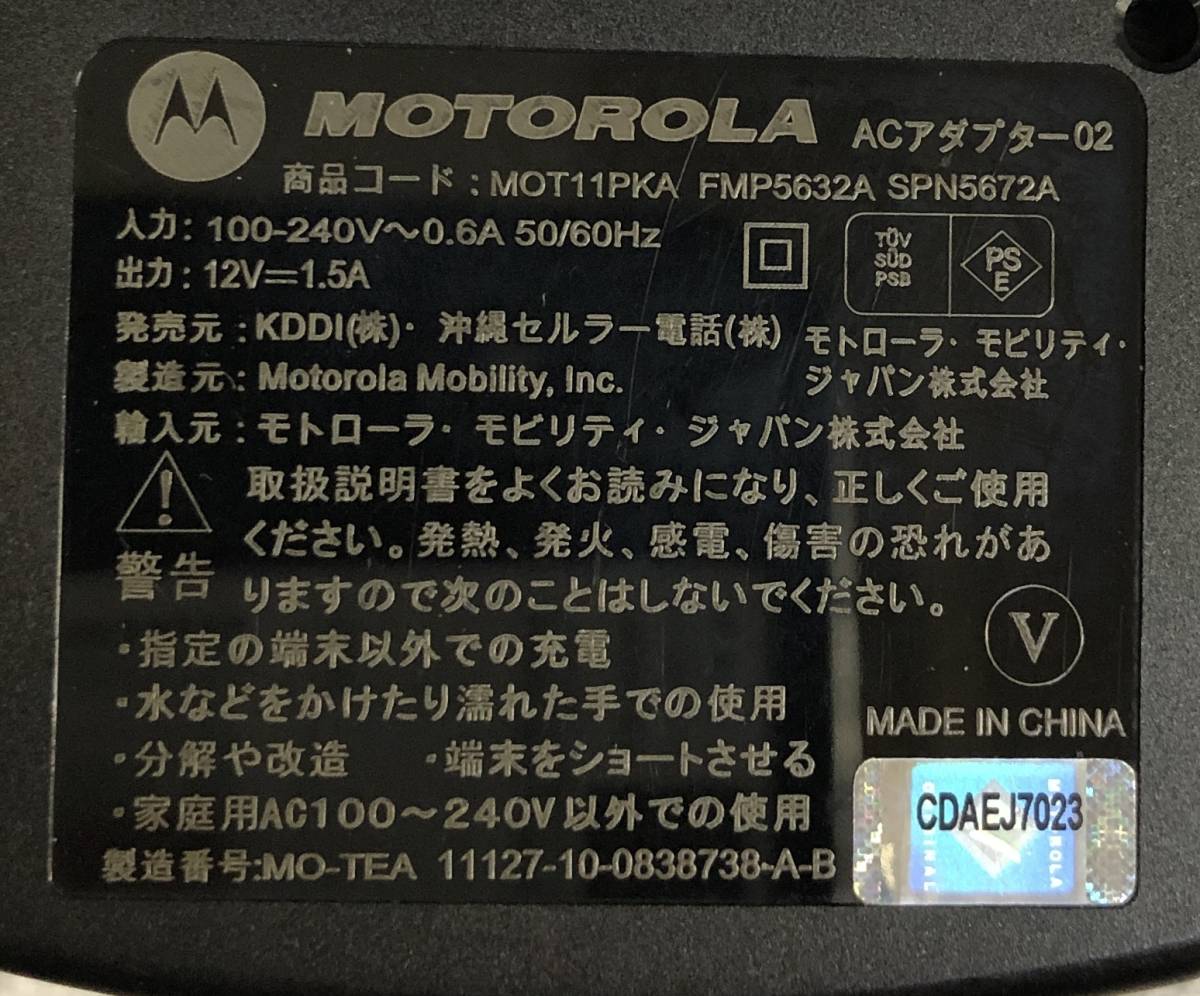 MOTOROLA ACアダプター02
商品コード:MOT11PKA FMP5632A SPN5672A
入力:100-240V～0.6A 50/60Hz
出力:12V⎓1.5A
TÜV
SÜD
PSB
PS
E
発売元:KDDI(株)・沖縄セルラー電話(株) モトローラ・モビリティ・
ジャパン株式会社
製造元:Motorola Mobility, Inc.
輸入元:モトローラ・モビリティ・ジャパン株式会社
警告
取扱説明書をよくお読みになり、正しくご使用
ください。発熱、発火、感電、傷害の恐れがあ
りますので次のことはしないでください。
・指定の端末以外での充電
・水などをかけたり濡れた手での使用
・分解や改造 ・端末をショートさせる
・家庭用AC100～240V以外での使用
V
MADE IN CHINA
CDAEJ7023
製造番号:MO-TEA 11127-10-0838738-A-B